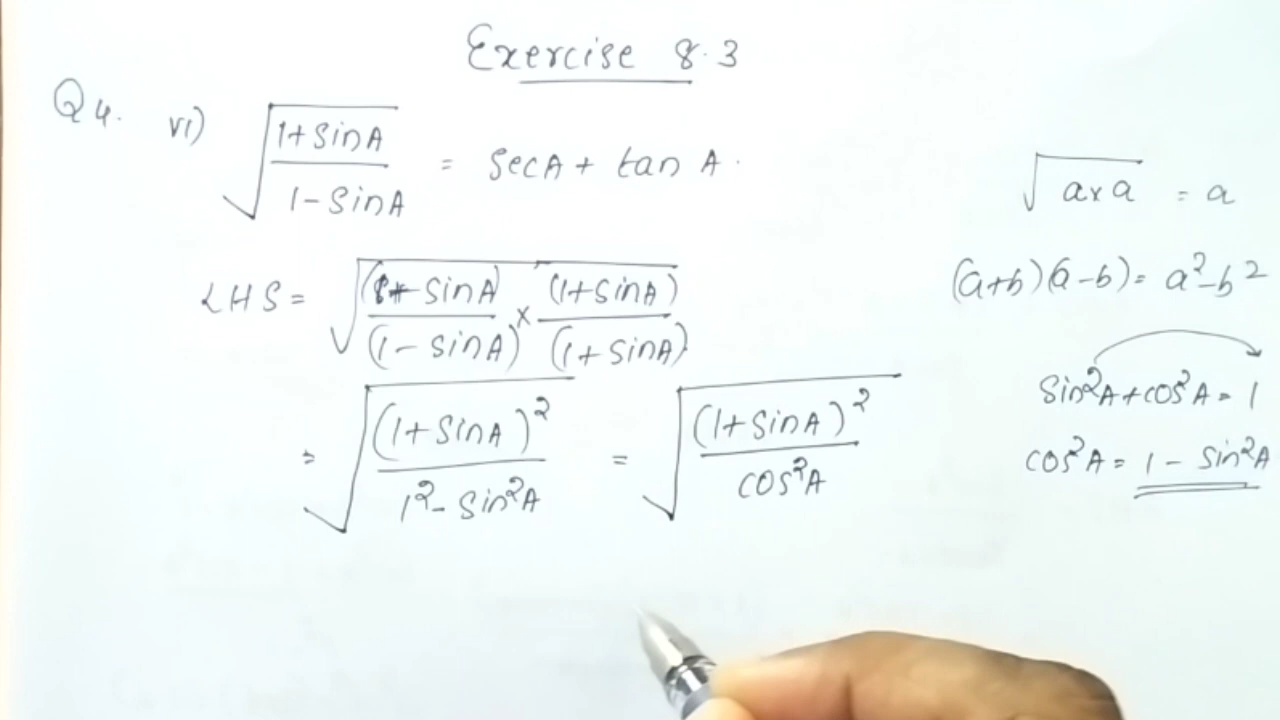 Exercise 8.3
Q4. vi) √((1+SinA)/(1-SinA)) = SecA + tan A.
LHS = √((1+SinA)/(1-SinA) × (1+SinA)/(1+SinA))
= √((1+SinA)²/(1²-Sin²A)) = √((1+SinA)²/cos²A)
√(a×a) = a
(a+b)(a-b) = a²-b²
Sin²A+cos²A = 1
cos²A = 1 - Sin²A